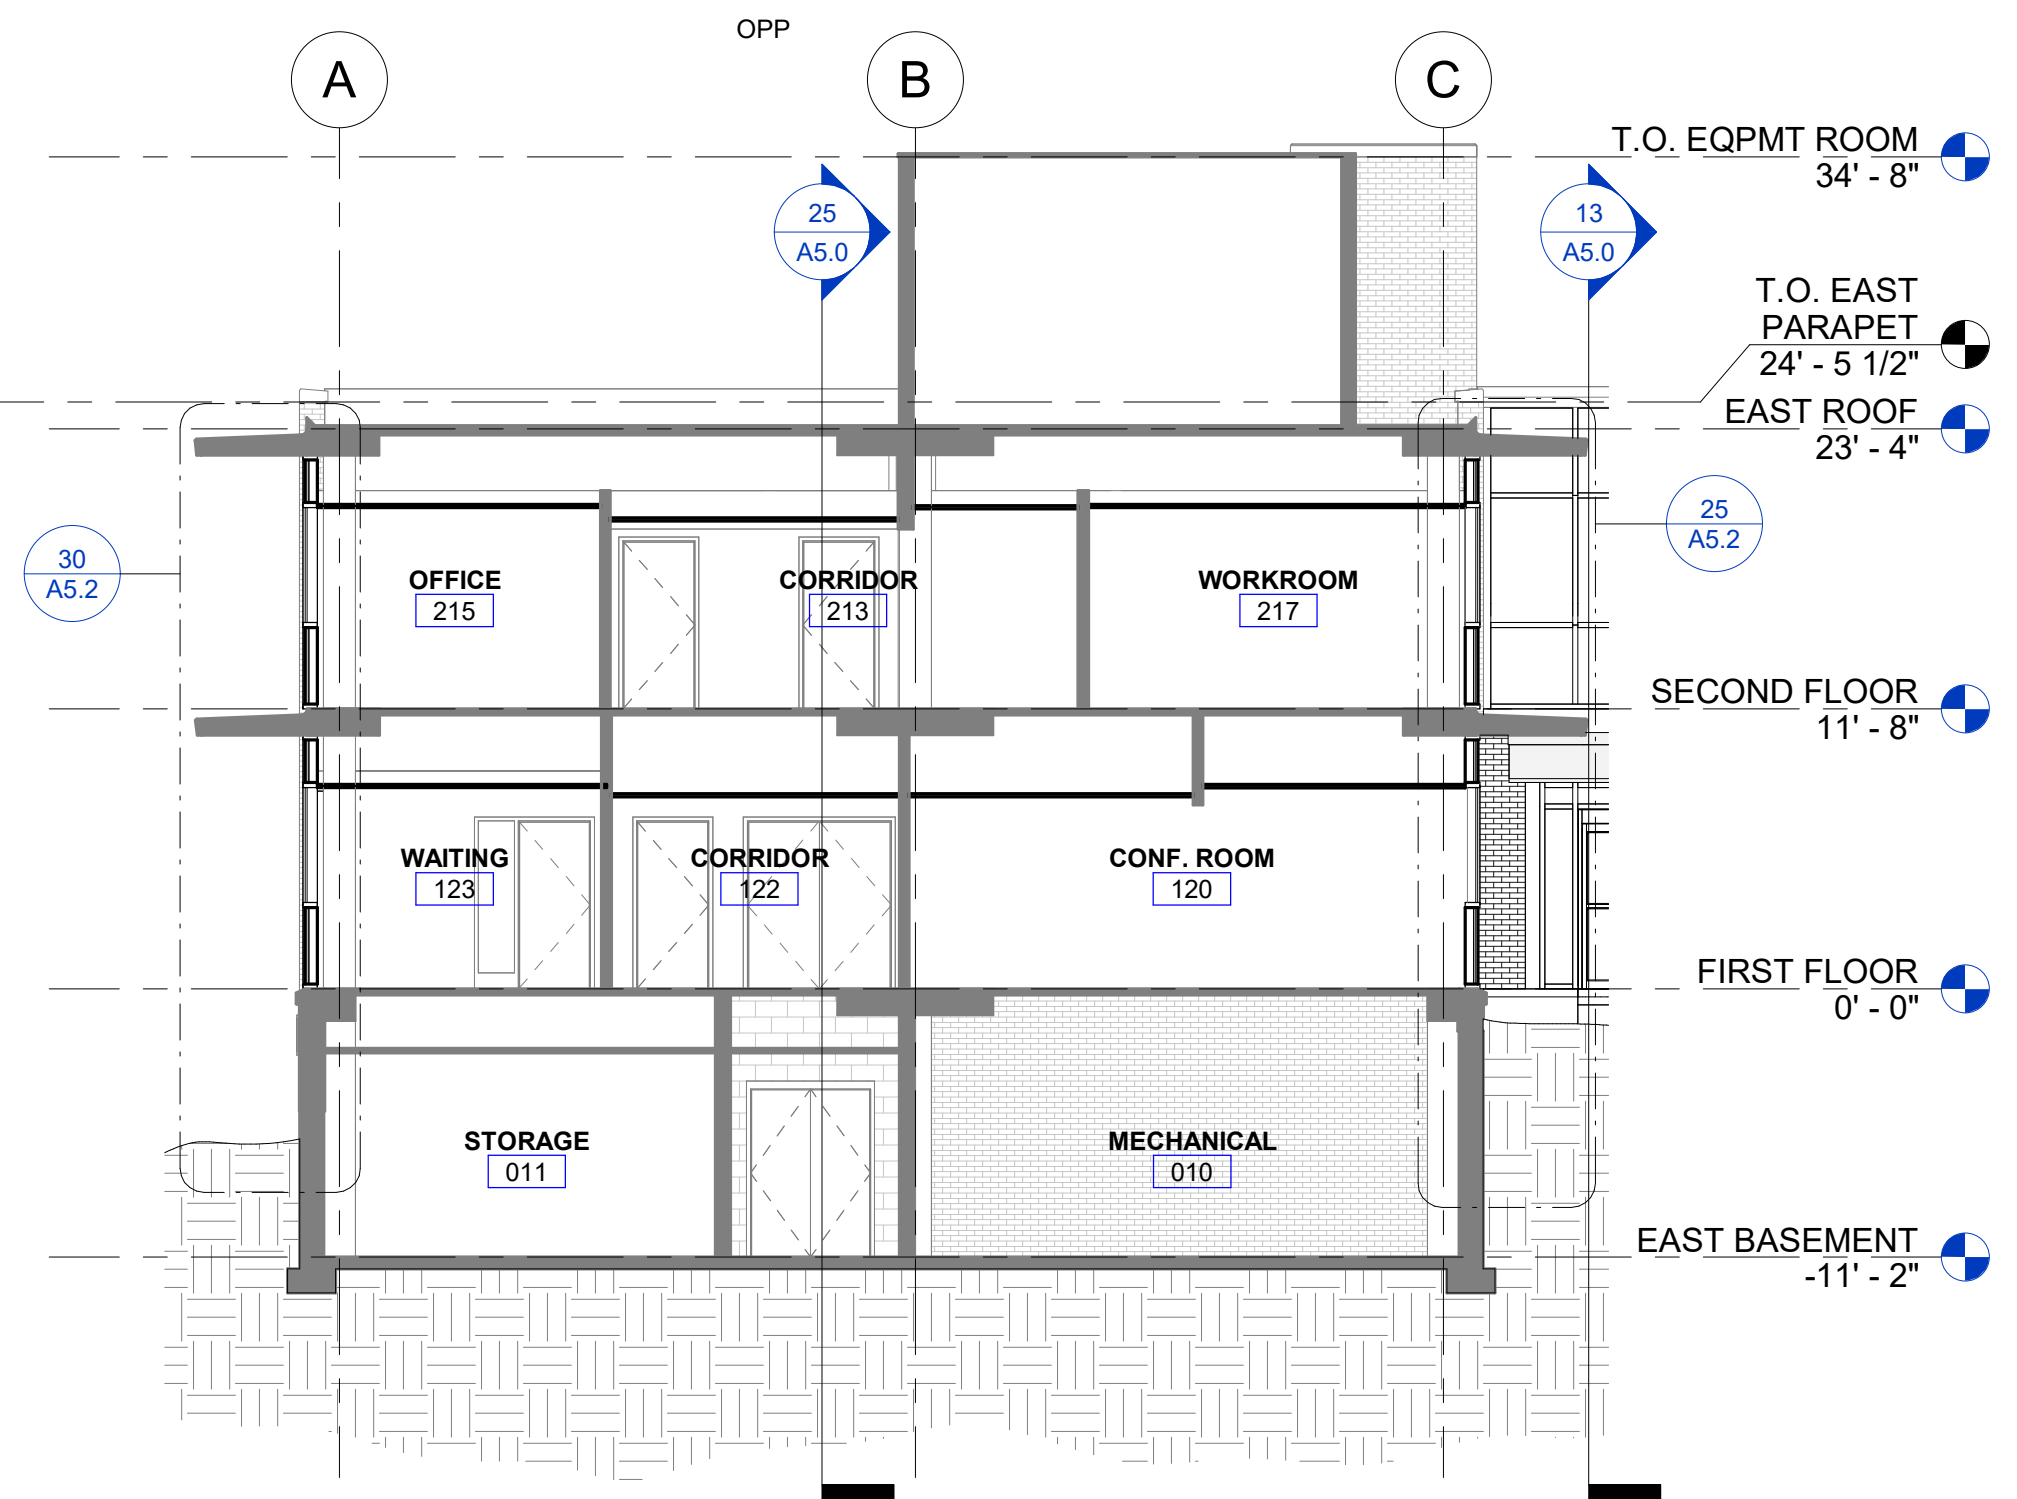 OPP
A
B
C
T.O. EQPMT ROOM
34' - 8"
25
A5.0
13
A5.0
T.O. EAST
PARAPET
24' - 5 1/2"
EAST ROOF
23' - 4"
25
A5.2
30
A5.2
OFFICE
215
CORRIDOR
213
WORKROOM
217
SECOND FLOOR
11' - 8"
WAITING
123
CORRIDOR
122
CONF. ROOM
120
FIRST FLOOR
0' - 0"
STORAGE
011
MECHANICAL
010
EAST BASEMENT
-11' - 2"